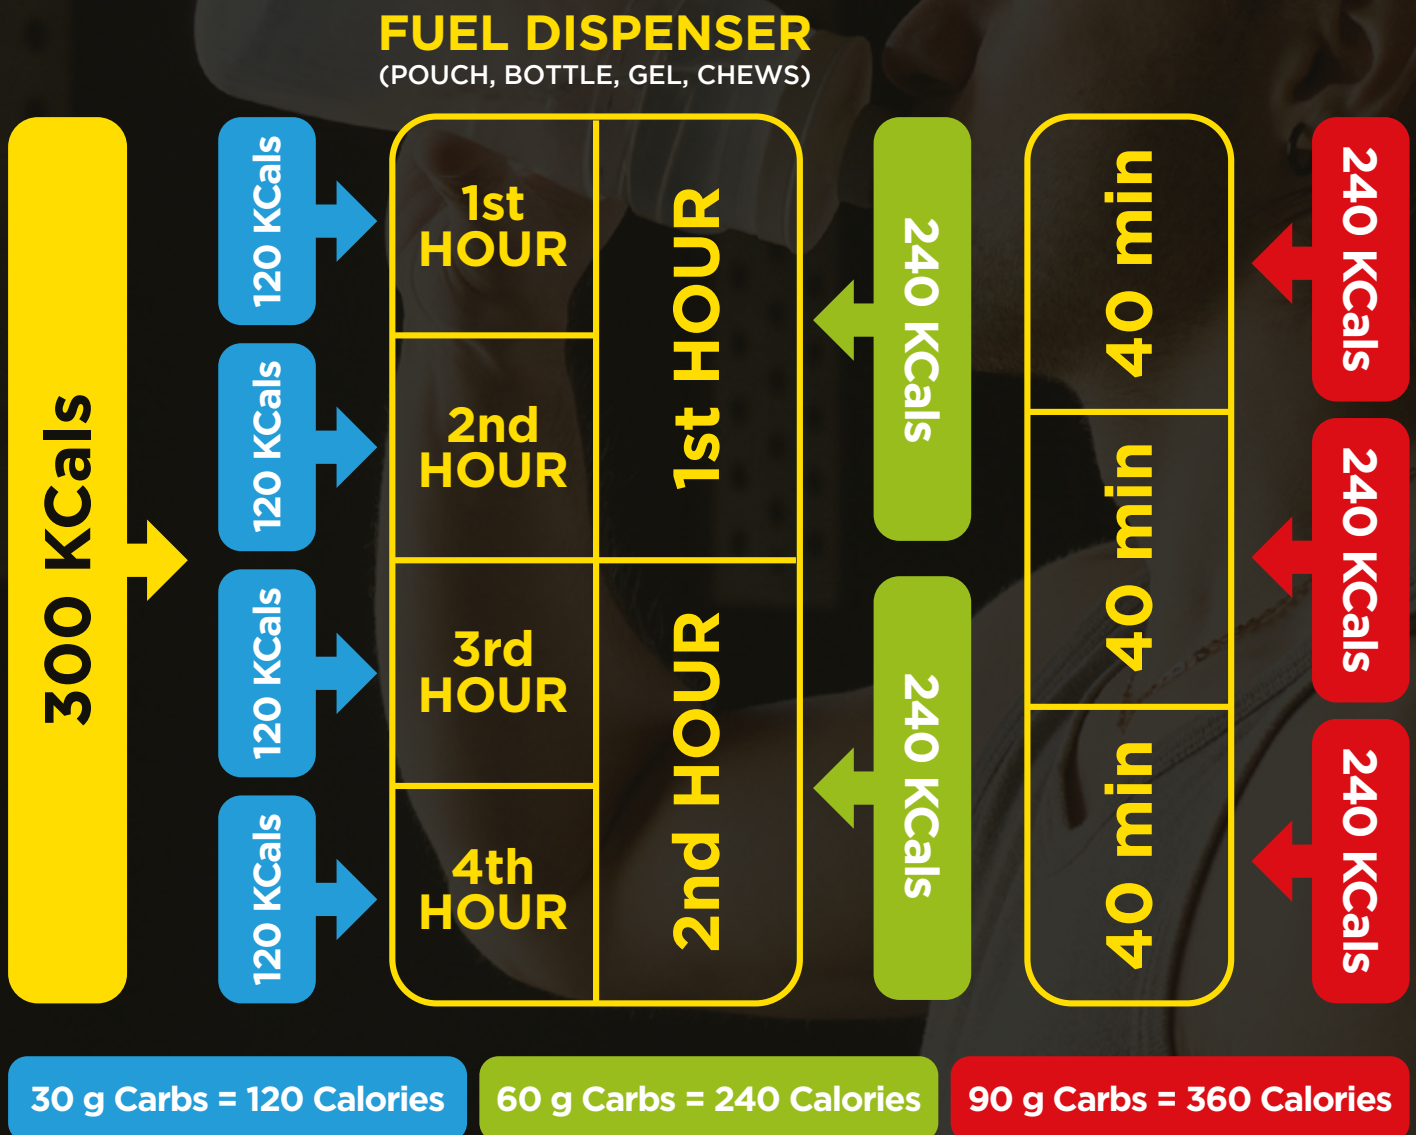 FUEL DISPENSER
(POUCH, BOTTLE, GEL, CHEWS)
300 KCals
120 KCals
120 KCals
120 KCals
120 KCals
1st
HOUR
2nd
HOUR
3rd
HOUR
4th
HOUR
1st HOUR
2nd HOUR
240 KCals
240 KCals
40 min
40 min
40 min
240 KCals
240 KCals
240 KCals
30 g Carbs = 120 Calories
60 g Carbs = 240 Calories
90 g Carbs = 360 Calories